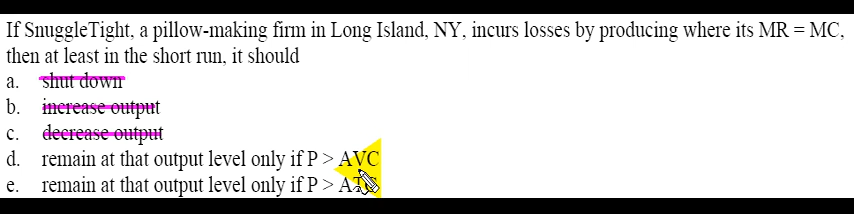 If SnuggleTight, a pillow-making firm in Long Island, NY, incurs losses by producing where its MR = MC,
then at least in the short run, it should
a. shut down
b. increase output
c. decrease output
d. remain at that output level only if P > AVC
e. remain at that output level only if P >